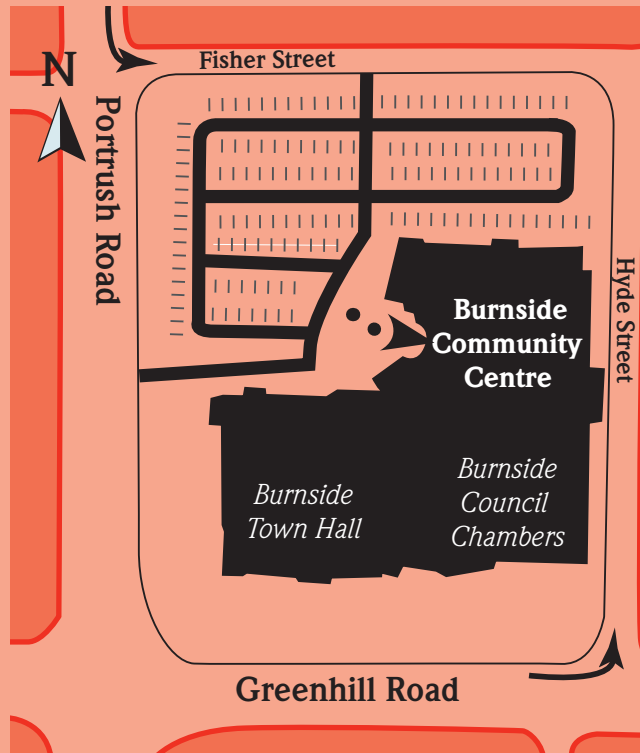 Fisher Street
N
Portrush Road
Hyde Street
Burnside
Community
Centre
Burnside
Town Hall
Burnside
Council
Chambers
Greenhill Road